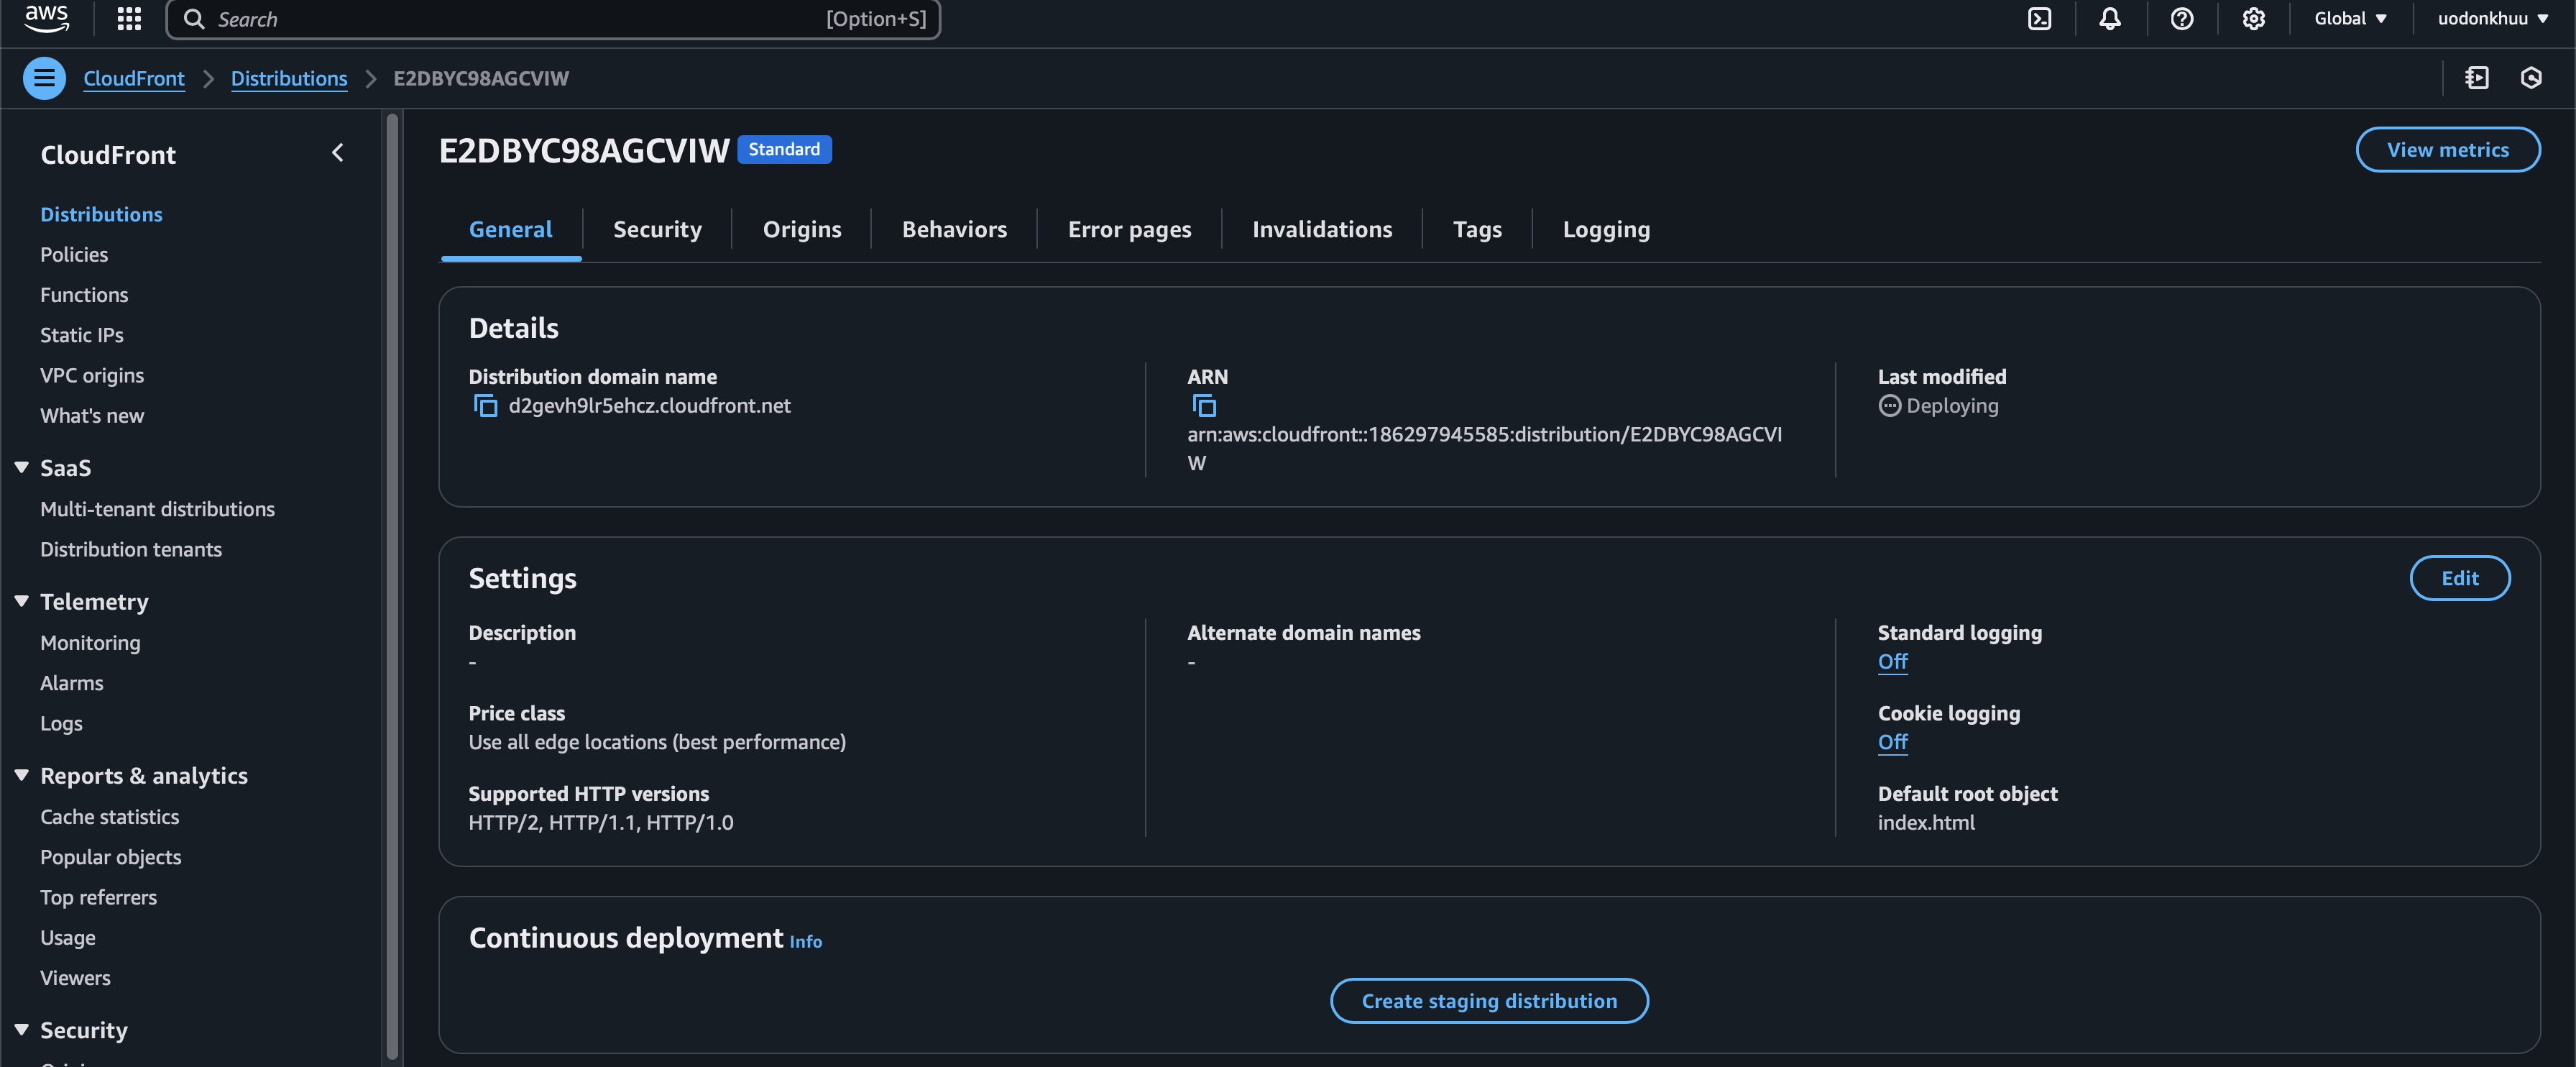 aws
Search
[Option+S]
Global
uodonkhuu
CloudFront
Distributions
E2DBYC98AGCVIW
CloudFront
Distributions
Policies
Functions
Static IPs
VPC origins
What's new
SaaS
Multi-tenant distributions
Distribution tenants
Telemetry
Monitoring
Alarms
Logs
Reports & analytics
Cache statistics
Popular objects
Top referrers
Usage
Viewers
Security
E2DBYC98AGCVIW Standard
View metrics
General
Security
Origins
Behaviors
Error pages
Invalidations
Tags
Logging
Details
Distribution domain name
d2gevh9lr5ehcz.cloudfront.net
ARN
arn:aws:cloudfront::186297945585:distribution/E2DBYC98AGCVI
W
Last modified
Deploying
Settings
Edit
Description
-
Price class
Use all edge locations (best performance)
Supported HTTP versions
HTTP/2, HTTP/1.1, HTTP/1.0
Alternate domain names
-
Standard logging
Off
Cookie logging
Off
Default root object
index.html
Continuous deployment Info
Create staging distribution